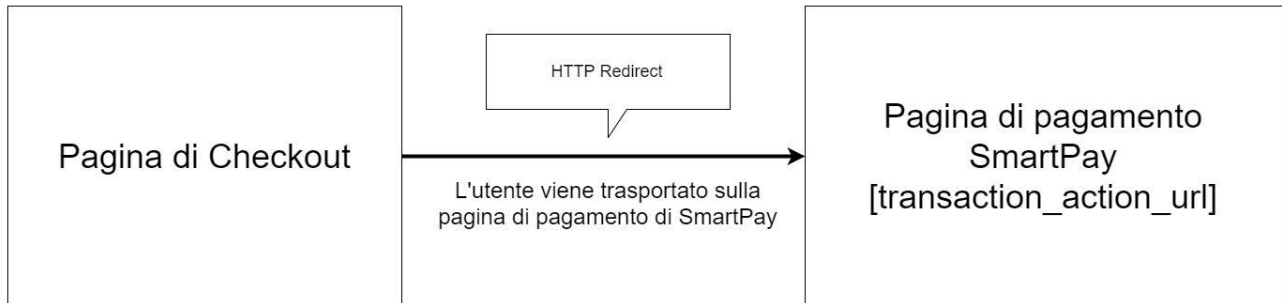 Pagina di Checkout
HTTP Redirect
L'utente viene trasportato sulla
pagina di pagamento di SmartPay
Pagina di pagamento
SmartPay
[transaction_action_url]